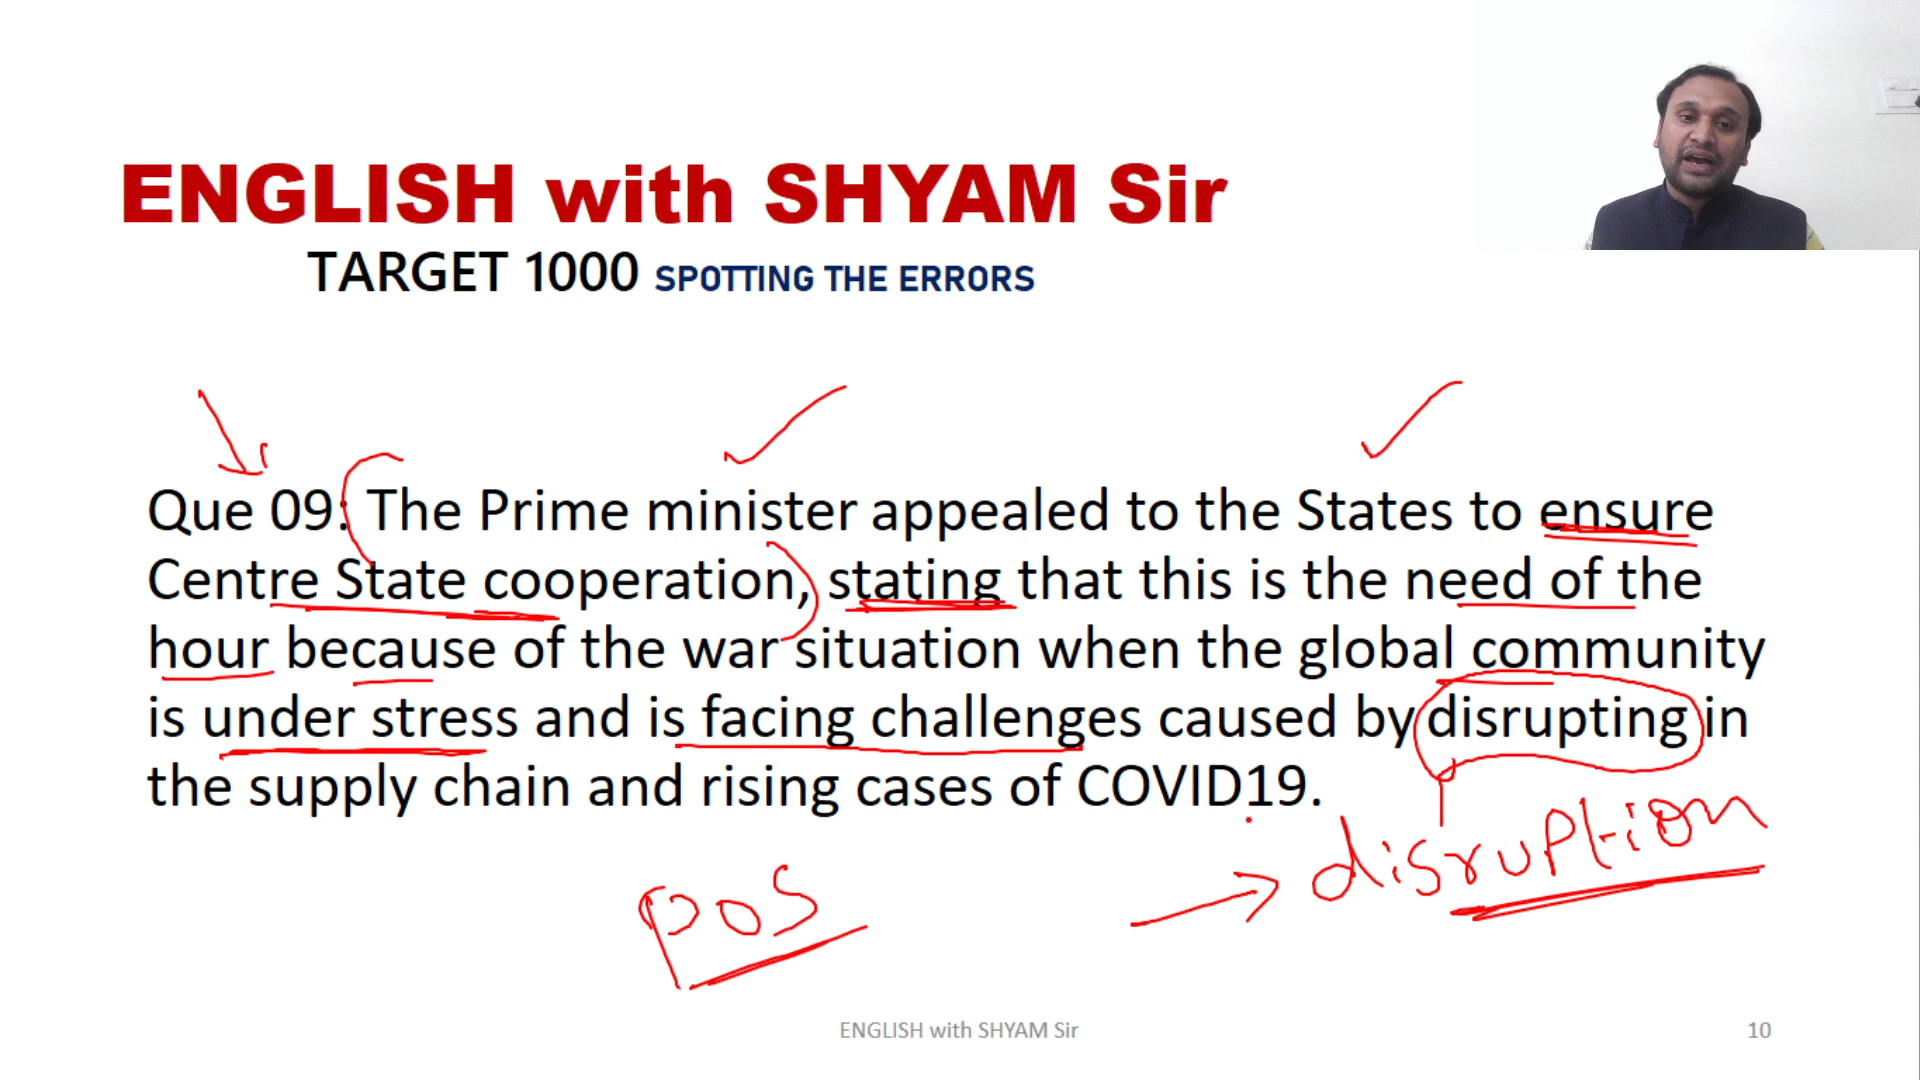 ENGLISH with SHYAM Sir
TARGET 1000 SPOTTING THE ERRORS
Que 09: The Prime minister appealed to the States to ensure
Centre State cooperation, stating that this is the need of the
hour because of the war situation when the global community
is under stress and is facing challenges caused by disrupting in
the supply chain and rising cases of COVID19.
disruption
POS
ENGLISH with SHYAM Sir
10